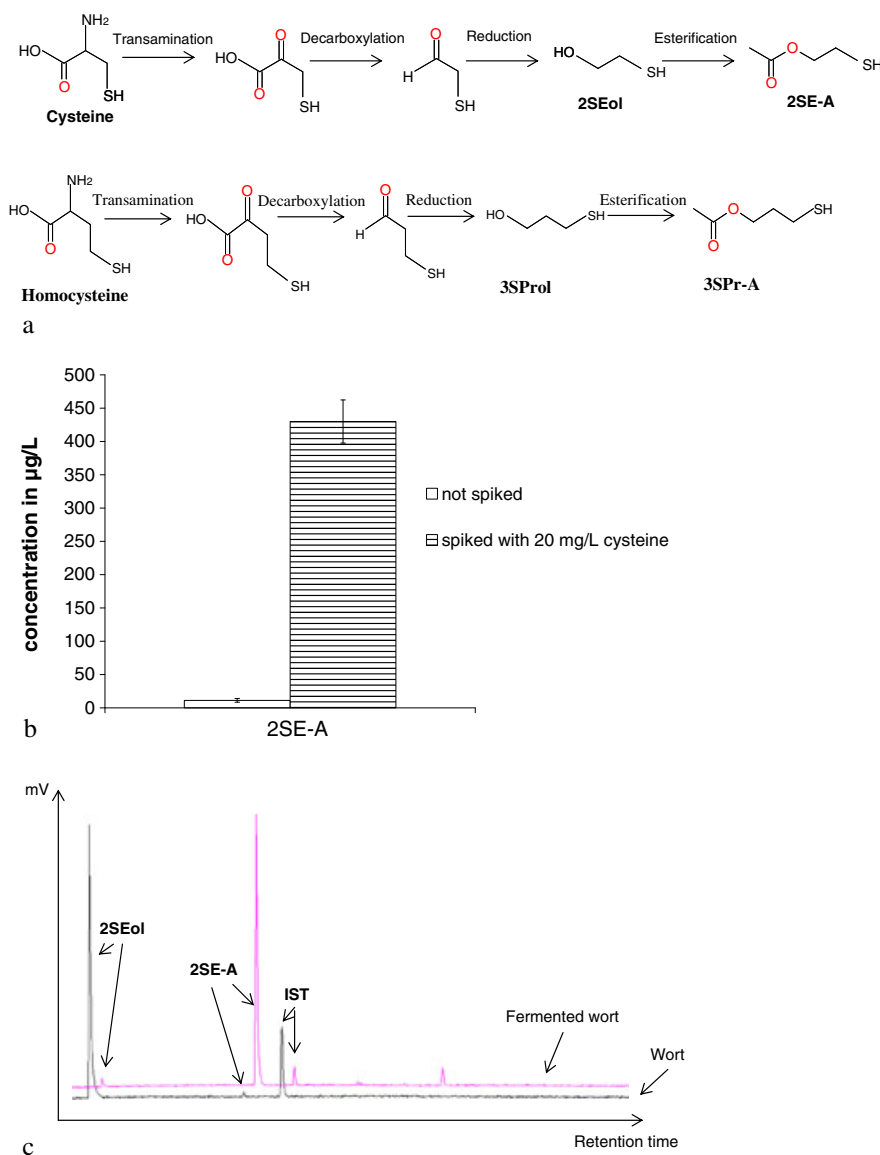 NH₂
HO
O
SH
Cysteine
Transamination
O
HO
O
SH
Decarboxylation
O
H
SH
Reduction
HO
SH
2SEol
Esterification
O
O
SH
2SE-A
NH₂
HO
O
SH
Homocysteine
Transamination
O
HO
O
SH
Decarboxylation
O
H
SH
Reduction
HO
SH
3SProl
Esterification
O
O
SH
3SPr-A
a
concentration in µg/L
500
450
400
350
300
250
200
150
100
50
0
2SE-A
not spiked
spiked with 20 mg/L cysteine
b
mV
2SEol
2SE-A
IST
Fermented wort
Wort
Retention time
c